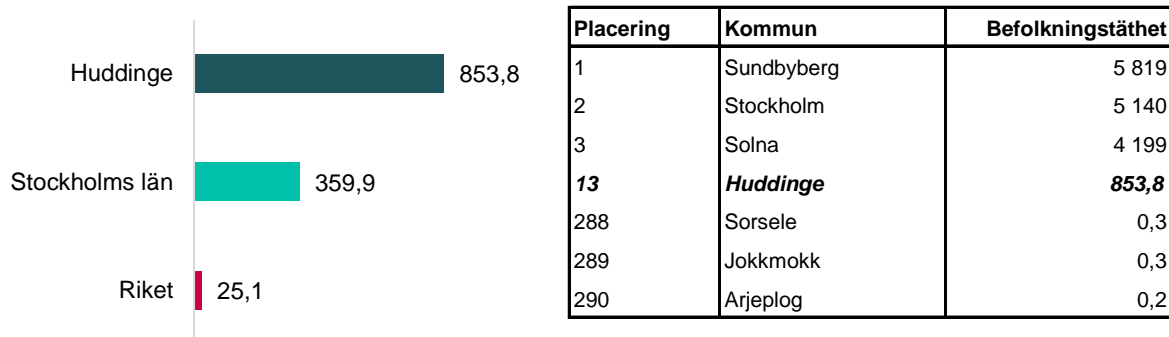 Huddinge 853,8
Stockholms län 359,9
Riket 25,1
Placering Kommun Befolkningstäthet
1 Sundbyberg 5 819
2 Stockholm 5 140
3 Solna 4 199
13 Huddinge 853,8
288 Sorsele 0,3
289 Jokkmokk 0,3
290 Arjeplog 0,2